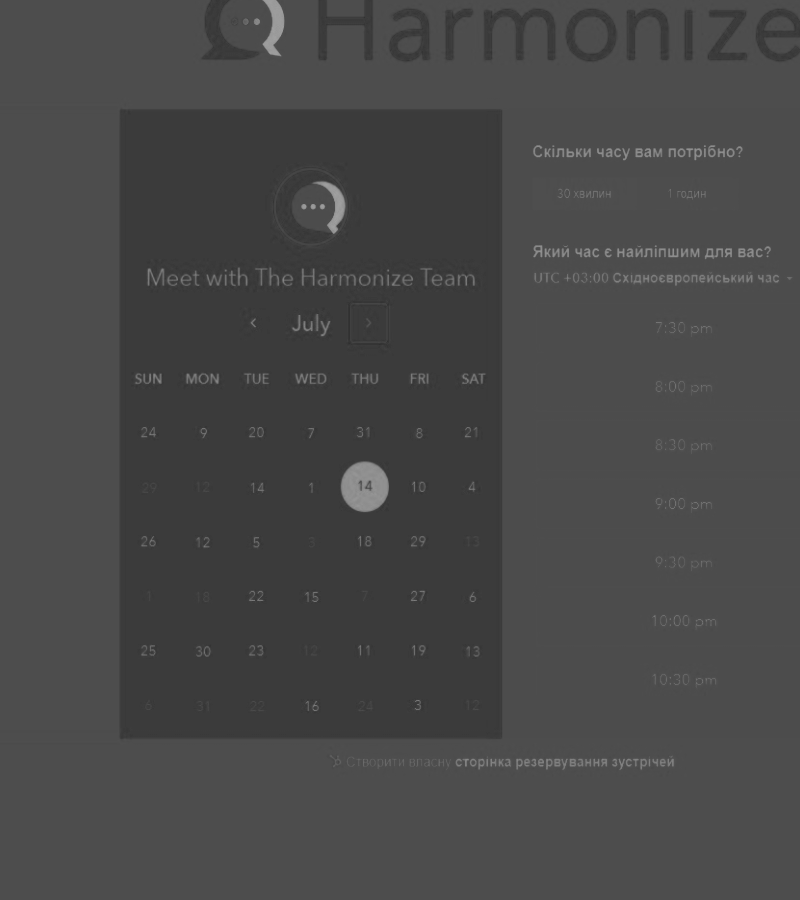 Harmonize
Meet with The Harmonize Team
July
SUN MON TUE WED THU FRI SAT
24 9 20 7 31 8 21
29 12 14 1 14 10 4
26 12 5 3 18 29 13
1 18 22 15 7 27 6
25 30 23 12 11 19 13
6 31 22 16 24 3 12
Скільки часу вам потрібно?
30 хвилин 1 годин
Який час є найліпшим для вас?
UTC +03:00 Східноєвропейський час
7:30 pm
8:00 pm
8:30 pm
9:00 pm
9:30 pm
10:00 pm
10:30 pm
Створити власну сторінка резервування зустрічей